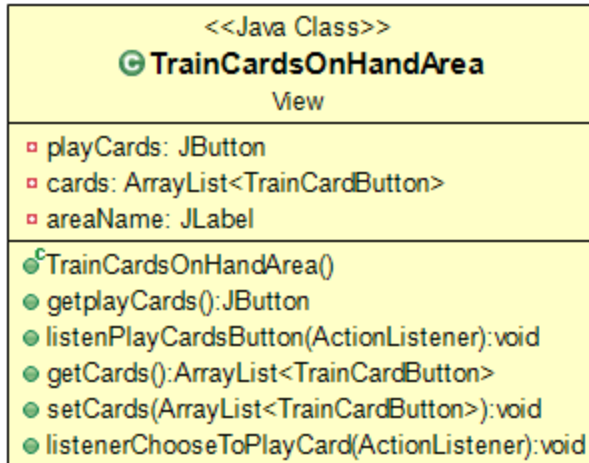 <<Java Class>>
C TrainCardsOnHandArea
View
playCards: JButton
cards: ArrayList<TrainCardButton>
areaName: JLabel
c TrainCardsOnHandArea()
getplayCards():JButton
listenPlayCardsButton(ActionListener):void
getCards():ArrayList<TrainCardButton>
setCards(ArrayList<TrainCardButton>):void
listenerChooseToPlayCard(ActionListener):void